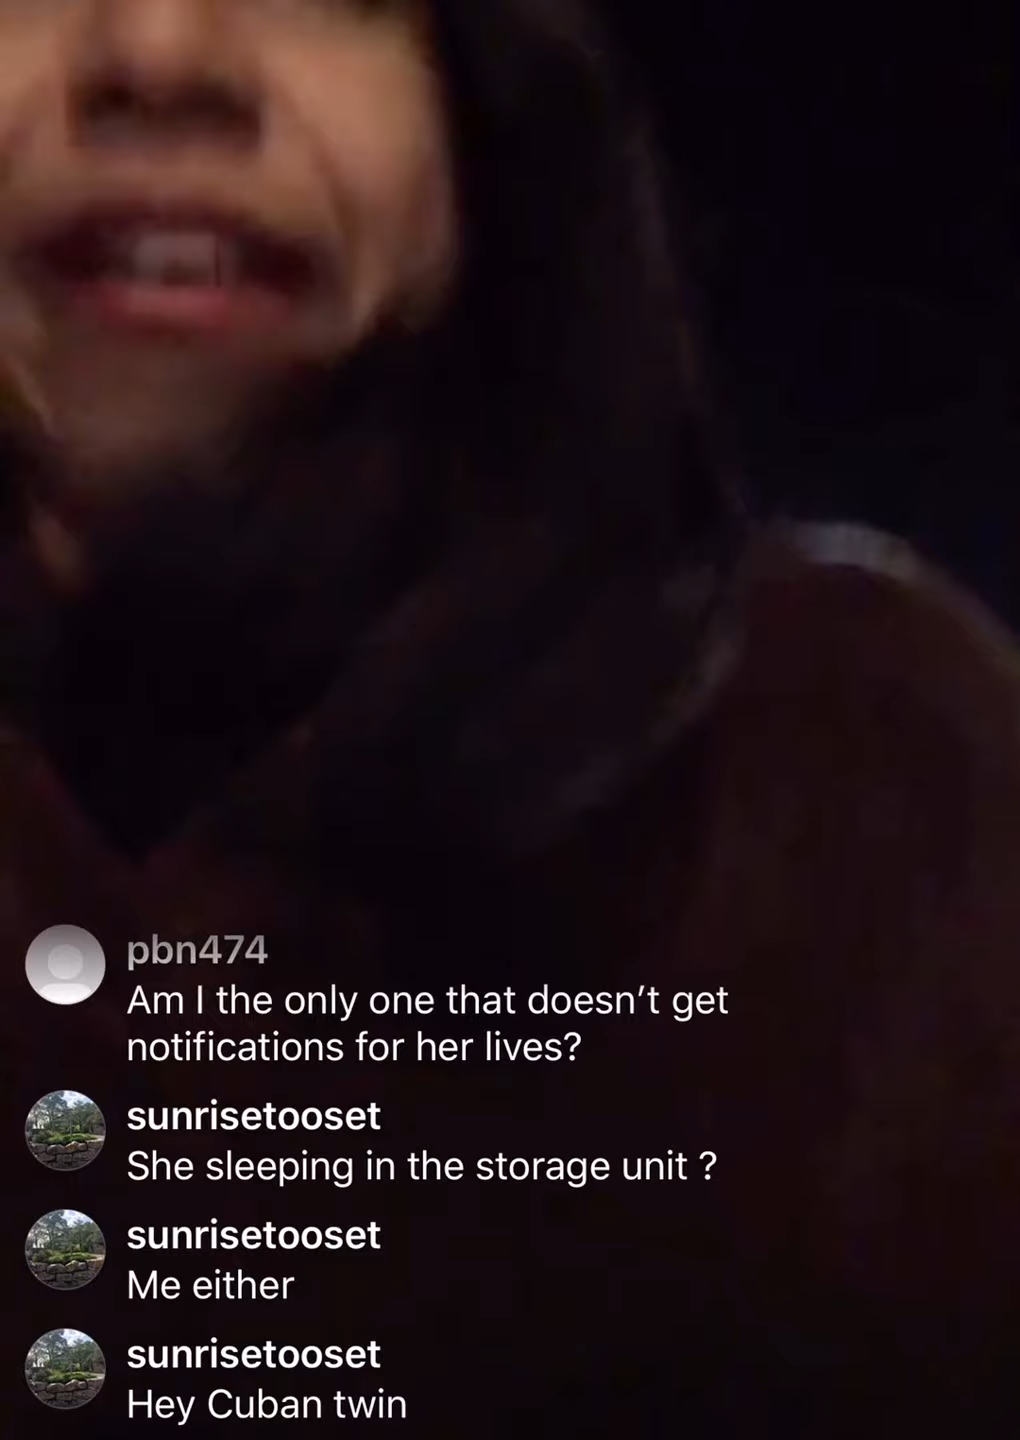 pbn474
Am I the only one that doesn’t get
notifications for her lives?
sunrisetooset
She sleeping in the storage unit ?
sunrisetooset
Me either
sunrisetooset
Hey Cuban twin